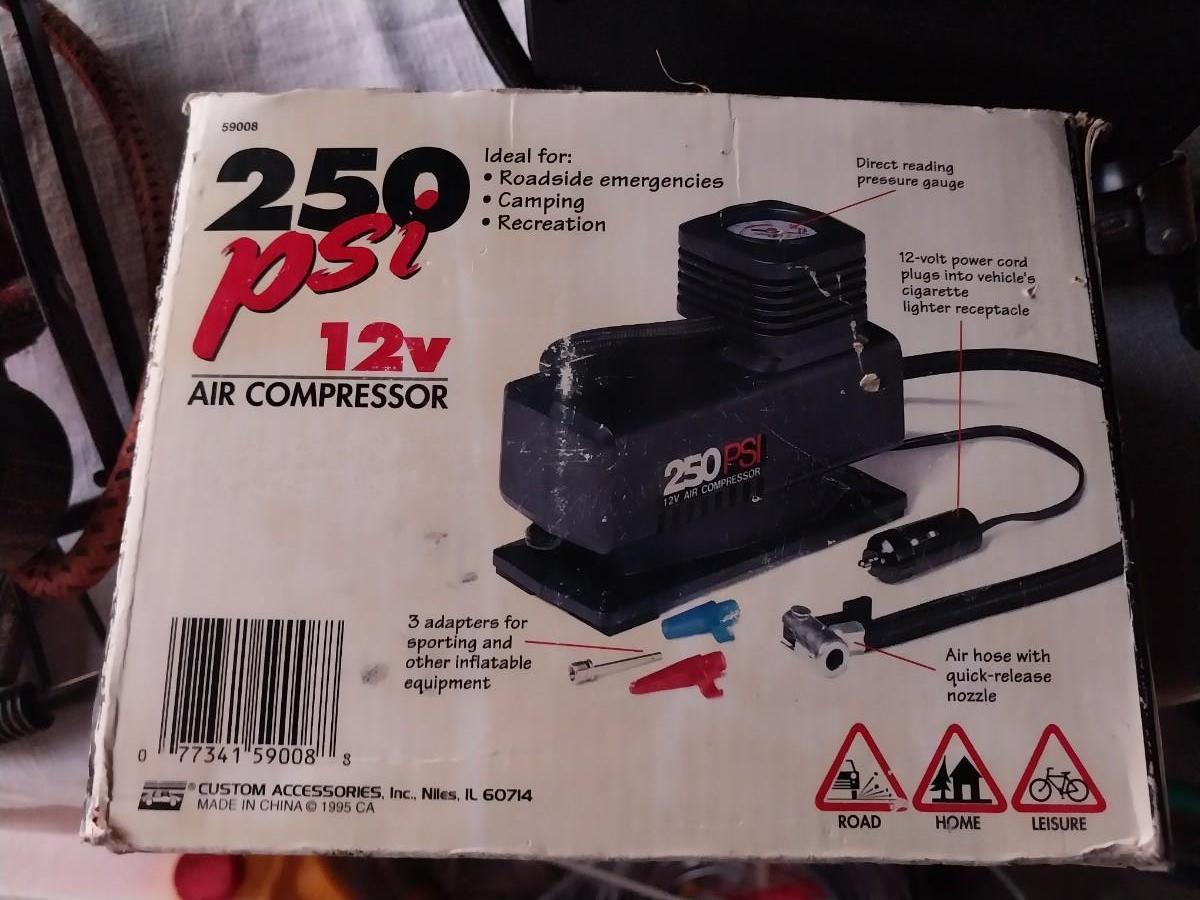 59008
250
psi
12v
AIR COMPRESSOR
Ideal for:
• Roadside emergencies
• Camping
• Recreation
Direct reading
pressure gauge
12-volt power cord
plugs into vehicle's
cigarette
lighter receptacle
250 PSI
12V AIR COMPRESSOR
3 adapters for
sporting and
other inflatable
equipment
Air hose with
quick-release
nozzle
0 77341 59008 8
® CUSTOM ACCESSORIES, Inc., Niles, IL 60714
MADE IN CHINA © 1995 CA
ROAD
HOME
LEISURE